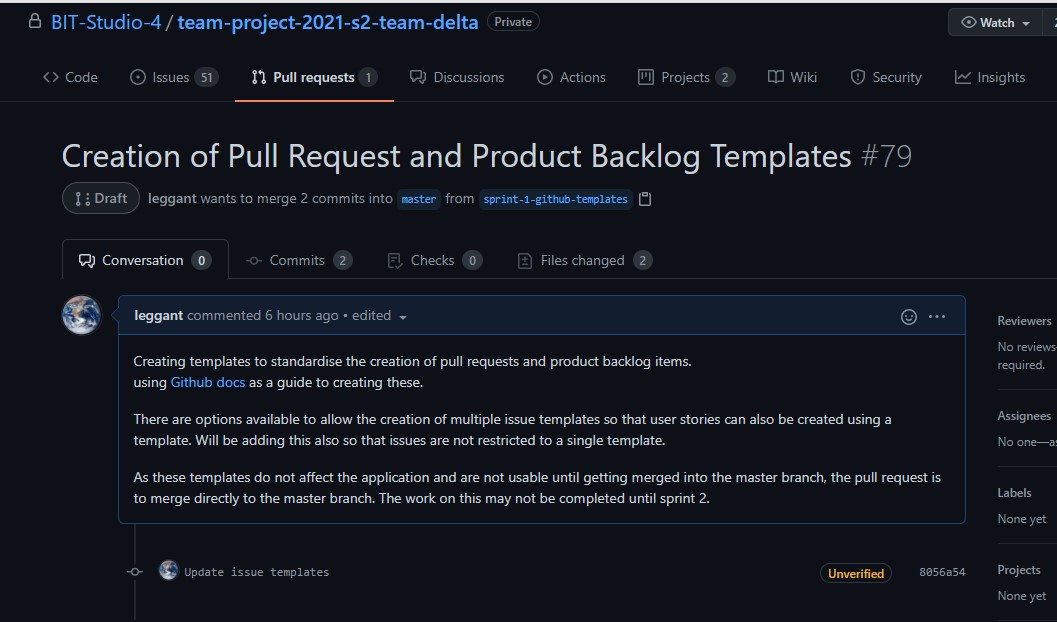 BIT-Studio-4 / team-project-2021-s2-team-delta Private Watch
Code Issues 51 Pull requests 1 Discussions Actions Projects 2 Wiki Security Insights
Creation of Pull Request and Product Backlog Templates #79
Draft leggant wants to merge 2 commits into master from sprint-1-github-templates
Conversation 0 Commits 2 Checks 0 Files changed 2
leggant commented 6 hours ago • edited
Creating templates to standardise the creation of pull requests and product backlog items.
using Github docs as a guide to creating these.
There are options available to allow the creation of multiple issue templates so that user stories can also be created using a
template. Will be adding this also so that issues are not restricted to a single template.
As these templates do not affect the application and are not usable until getting merged into the master branch, the pull request is
to merge directly to the master branch. The work on this may not be completed until sprint 2.
Update issue templates Unverified 8056a54
Reviewers
No reviews
required.
Assignees
No one—as
Labels
None yet
Projects
None yet